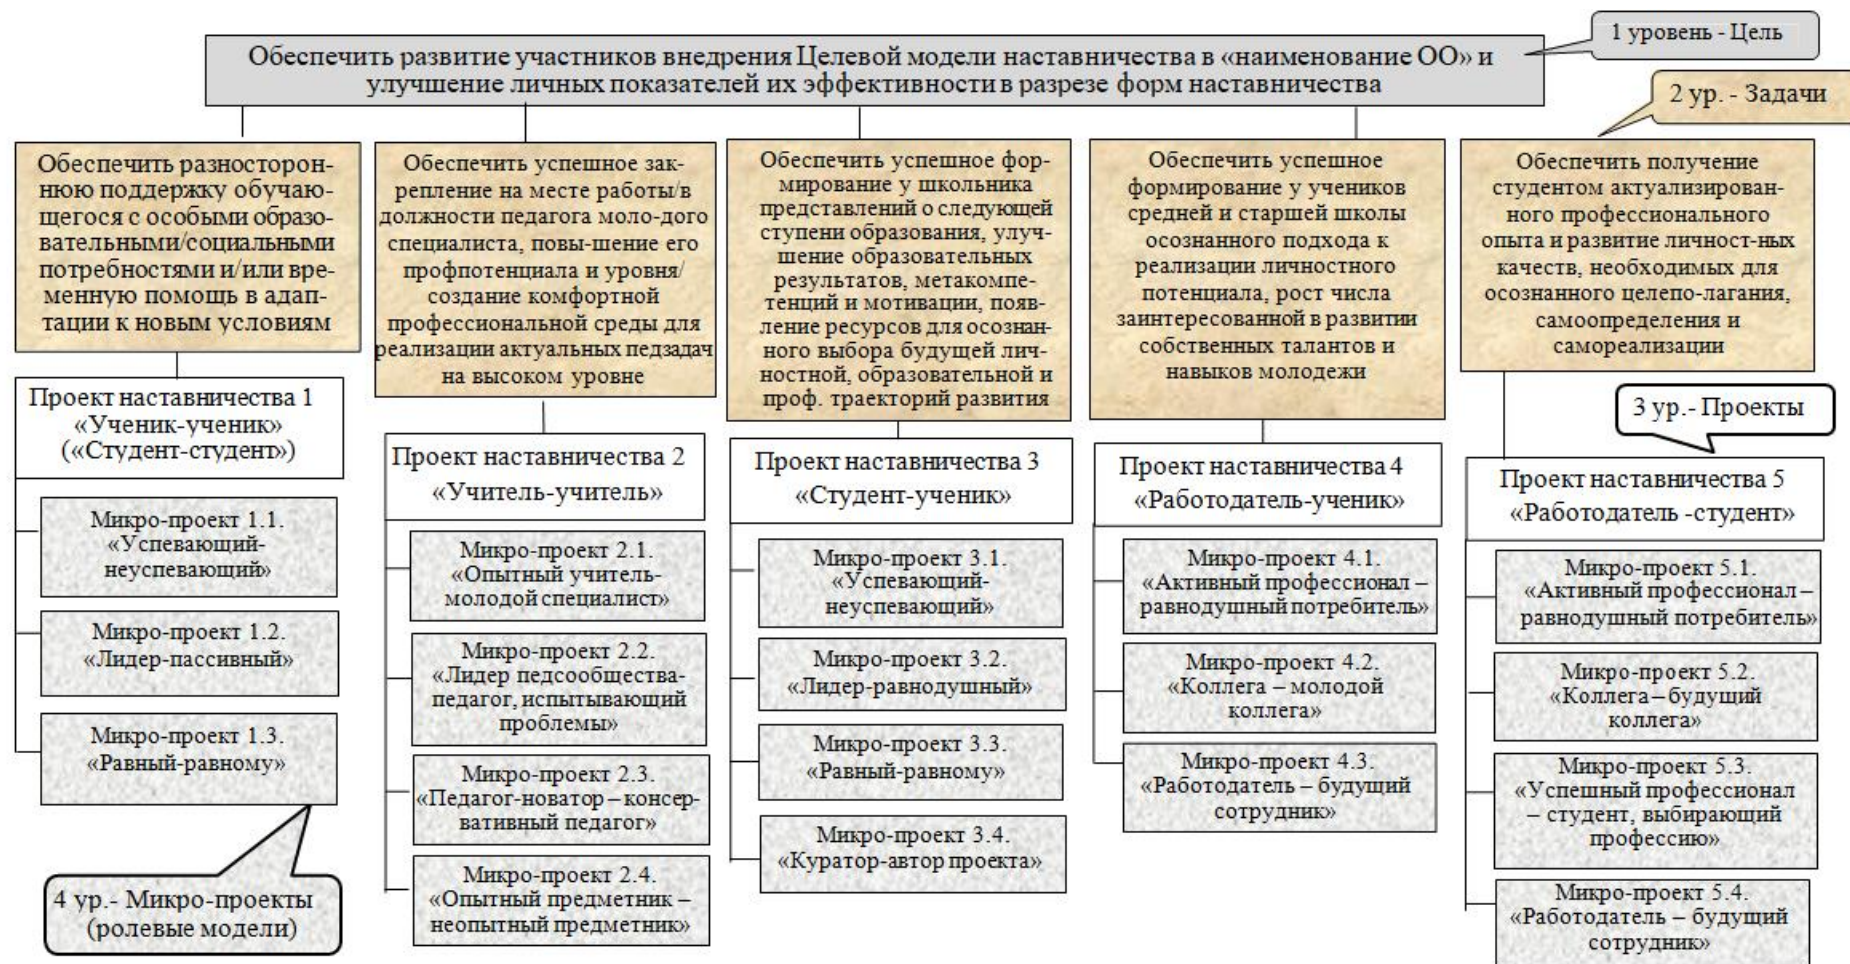 1 уровень - Цель
Обеспечить развитие участников внедрения Целевой модели наставничества в «наименование ОО» и
улучшение личных показателей их эффективности в разрезе форм наставничества
2 ур. - Задачи
Обеспечить разносторон-
нюю поддержку обучаю-
щегося с особыми образо-
вательными/социальными
потребностями и/или вре-
менную помощь в адап-
тации к новым условиям
Обеспечить успешное зак-
репление на месте работы/в
должности педагога моло-дого
специалиста, повы-шение его
профпотенциала и уровня/
создание комфортной
профессиональной среды для
реализации актуальных педзадач
на высоком уровне
Обеспечить успешное фор-
мирование у школьника
представлений о следующей
ступени образования, улуч-
шение образовательных
результатов, метакомпе-
тенций и мотивации, появ-
ление ресурсов для осознан-
ного выбора будущей лич-
ностной, образовательной и
проф. траекторий развития
Обеспечить успешное
формирование у учеников
средней и старшей школы
осознанного подхода к
реализации личностного
потенциала, рост числа
заинтересованной в развитии
собственных талантов и
навыков молодежи
Обеспечить получение
студентом актуализирован-
ного профессионального
опыта и развитие личност-ных
качеств, необходимых для
осознанного целепо-лагания,
самоопределения и
самореализации
3 ур.- Проекты
Проект наставничества 1
«Ученик-ученик»
(«Студент-студент»)
Микро-проект 1.1.
«Успевающий-
неуспевающий»
Микро-проект 1.2.
«Лидер-пассивный»
Микро-проект 1.3.
«Равный-равному»
4 ур.- Микро-проекты
(ролевые модели)
Проект наставничества 2
«Учитель-учитель»
Микро-проект 2.1.
«Опытный учитель-
молодой специалист»
Микро-проект 2.2.
«Лидер педсообщества-
педагог, испытывающий
проблемы»
Микро-проект 2.3.
«Педагог-новатор – консер-
вативный педагог»
Микро-проект 2.4.
«Опытный предметник –
неопытный предметник»
Проект наставничества 3
«Студент-ученик»
Микро-проект 3.1.
«Успевающий-
неуспевающий»
Микро-проект 3.2.
«Лидер-равнодушный»
Микро-проект 3.3.
«Равный-равному»
Микро-проект 3.4.
«Куратор-автор проекта»
Проект наставничества 4
«Работодатель-ученик»
Микро-проект 4.1.
«Активный профессионал –
равнодушный потребитель»
Микро-проект 4.2.
«Коллега – молодой
коллега»
Микро-проект 4.3.
«Работодатель – будущий
сотрудник»
Проект наставничества 5
«Работодатель -студент»
Микро-проект 5.1.
«Активный профессионал –
равнодушный потребитель»
Микро-проект 5.2.
«Коллега – будущий
коллега»
Микро-проект 5.3.
«Успешный профессионал
– студент, выбирающий
профессию»
Микро-проект 5.4.
«Работодатель – будущий
сотрудник»